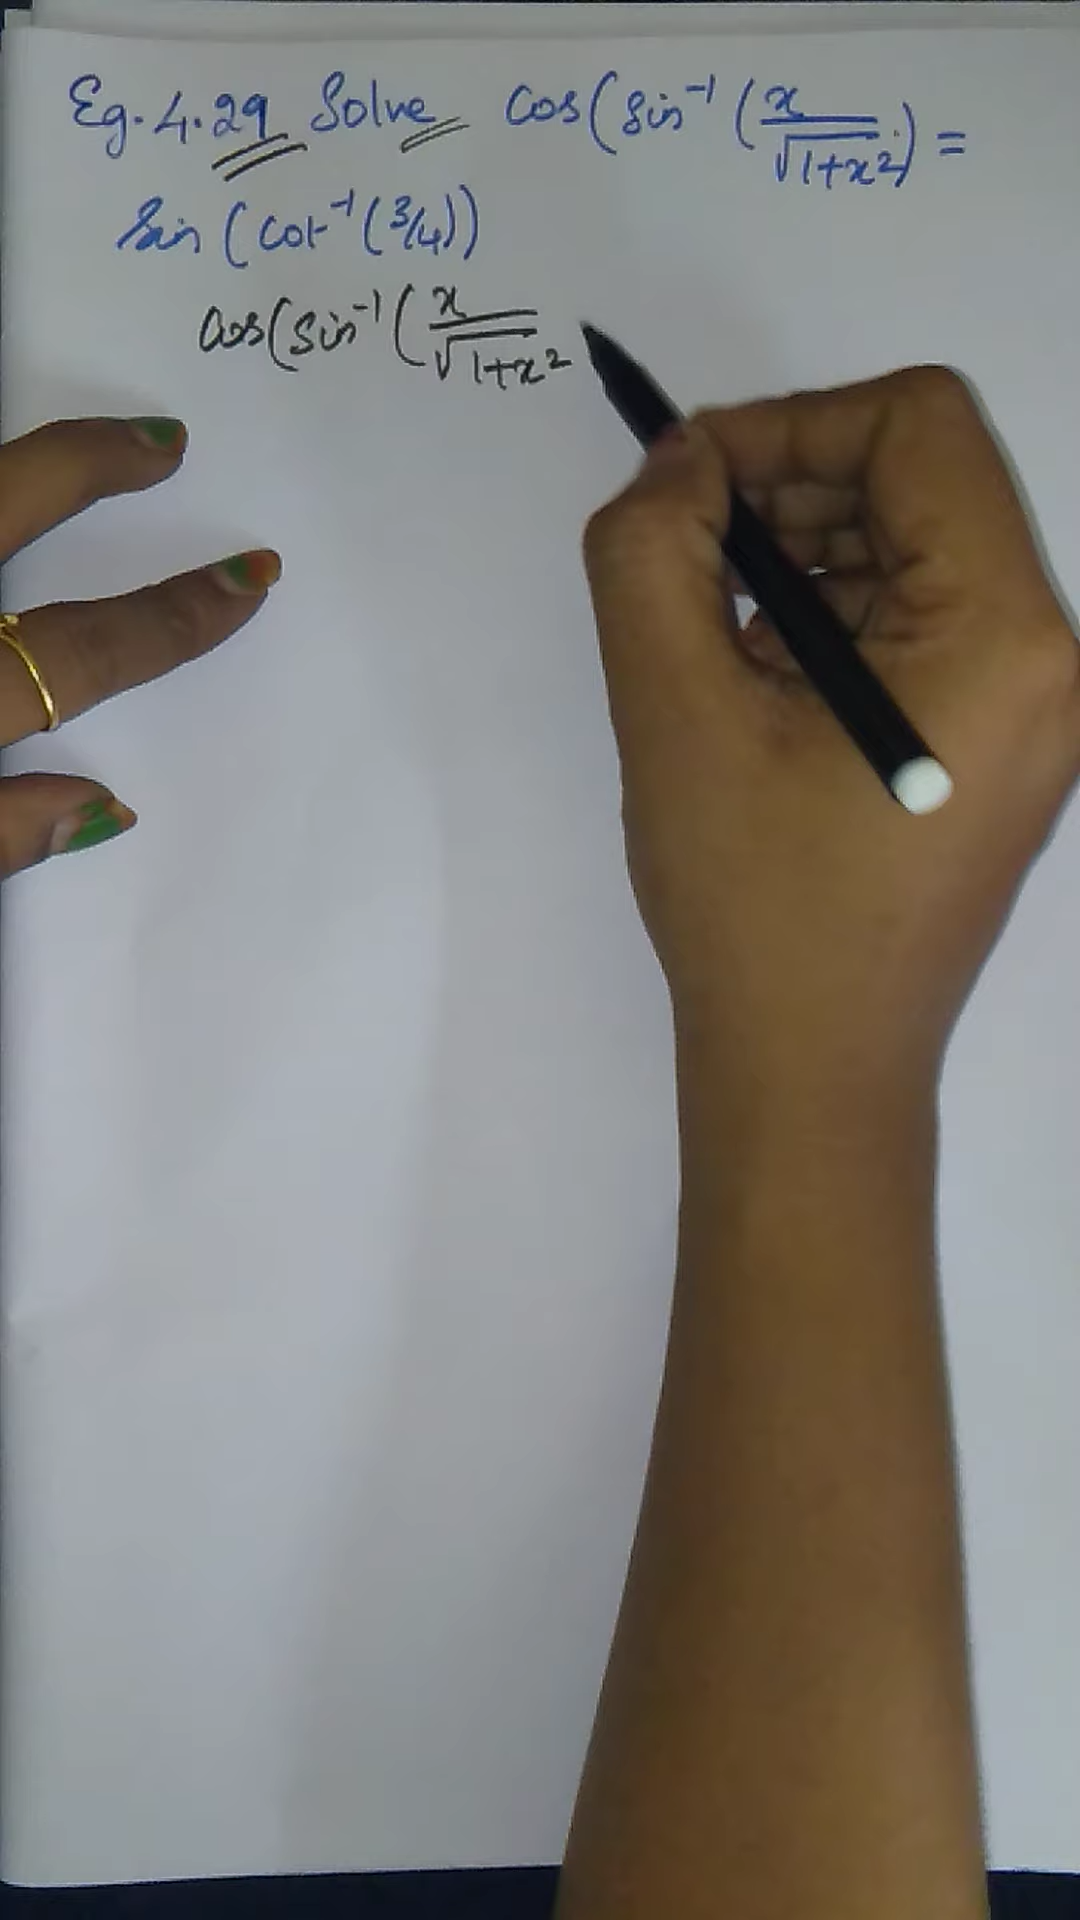 Eg. 4.29 Solve cos(sin⁻¹(x/√1+x²)) =
sin(cot⁻¹(3/4))
cos(sin⁻¹(x/√1+x²